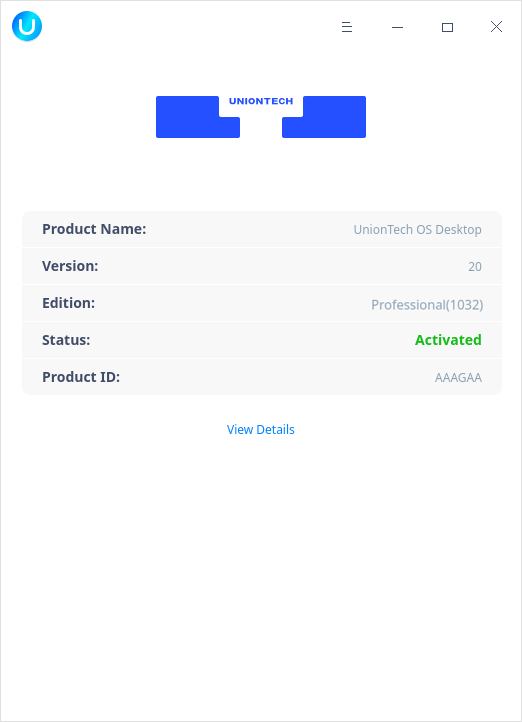 UNIONTECH
Product Name: UnionTech OS Desktop
Version: 20
Edition: Professional(1032)
Status: Activated
Product ID: AAAGAA
View Details